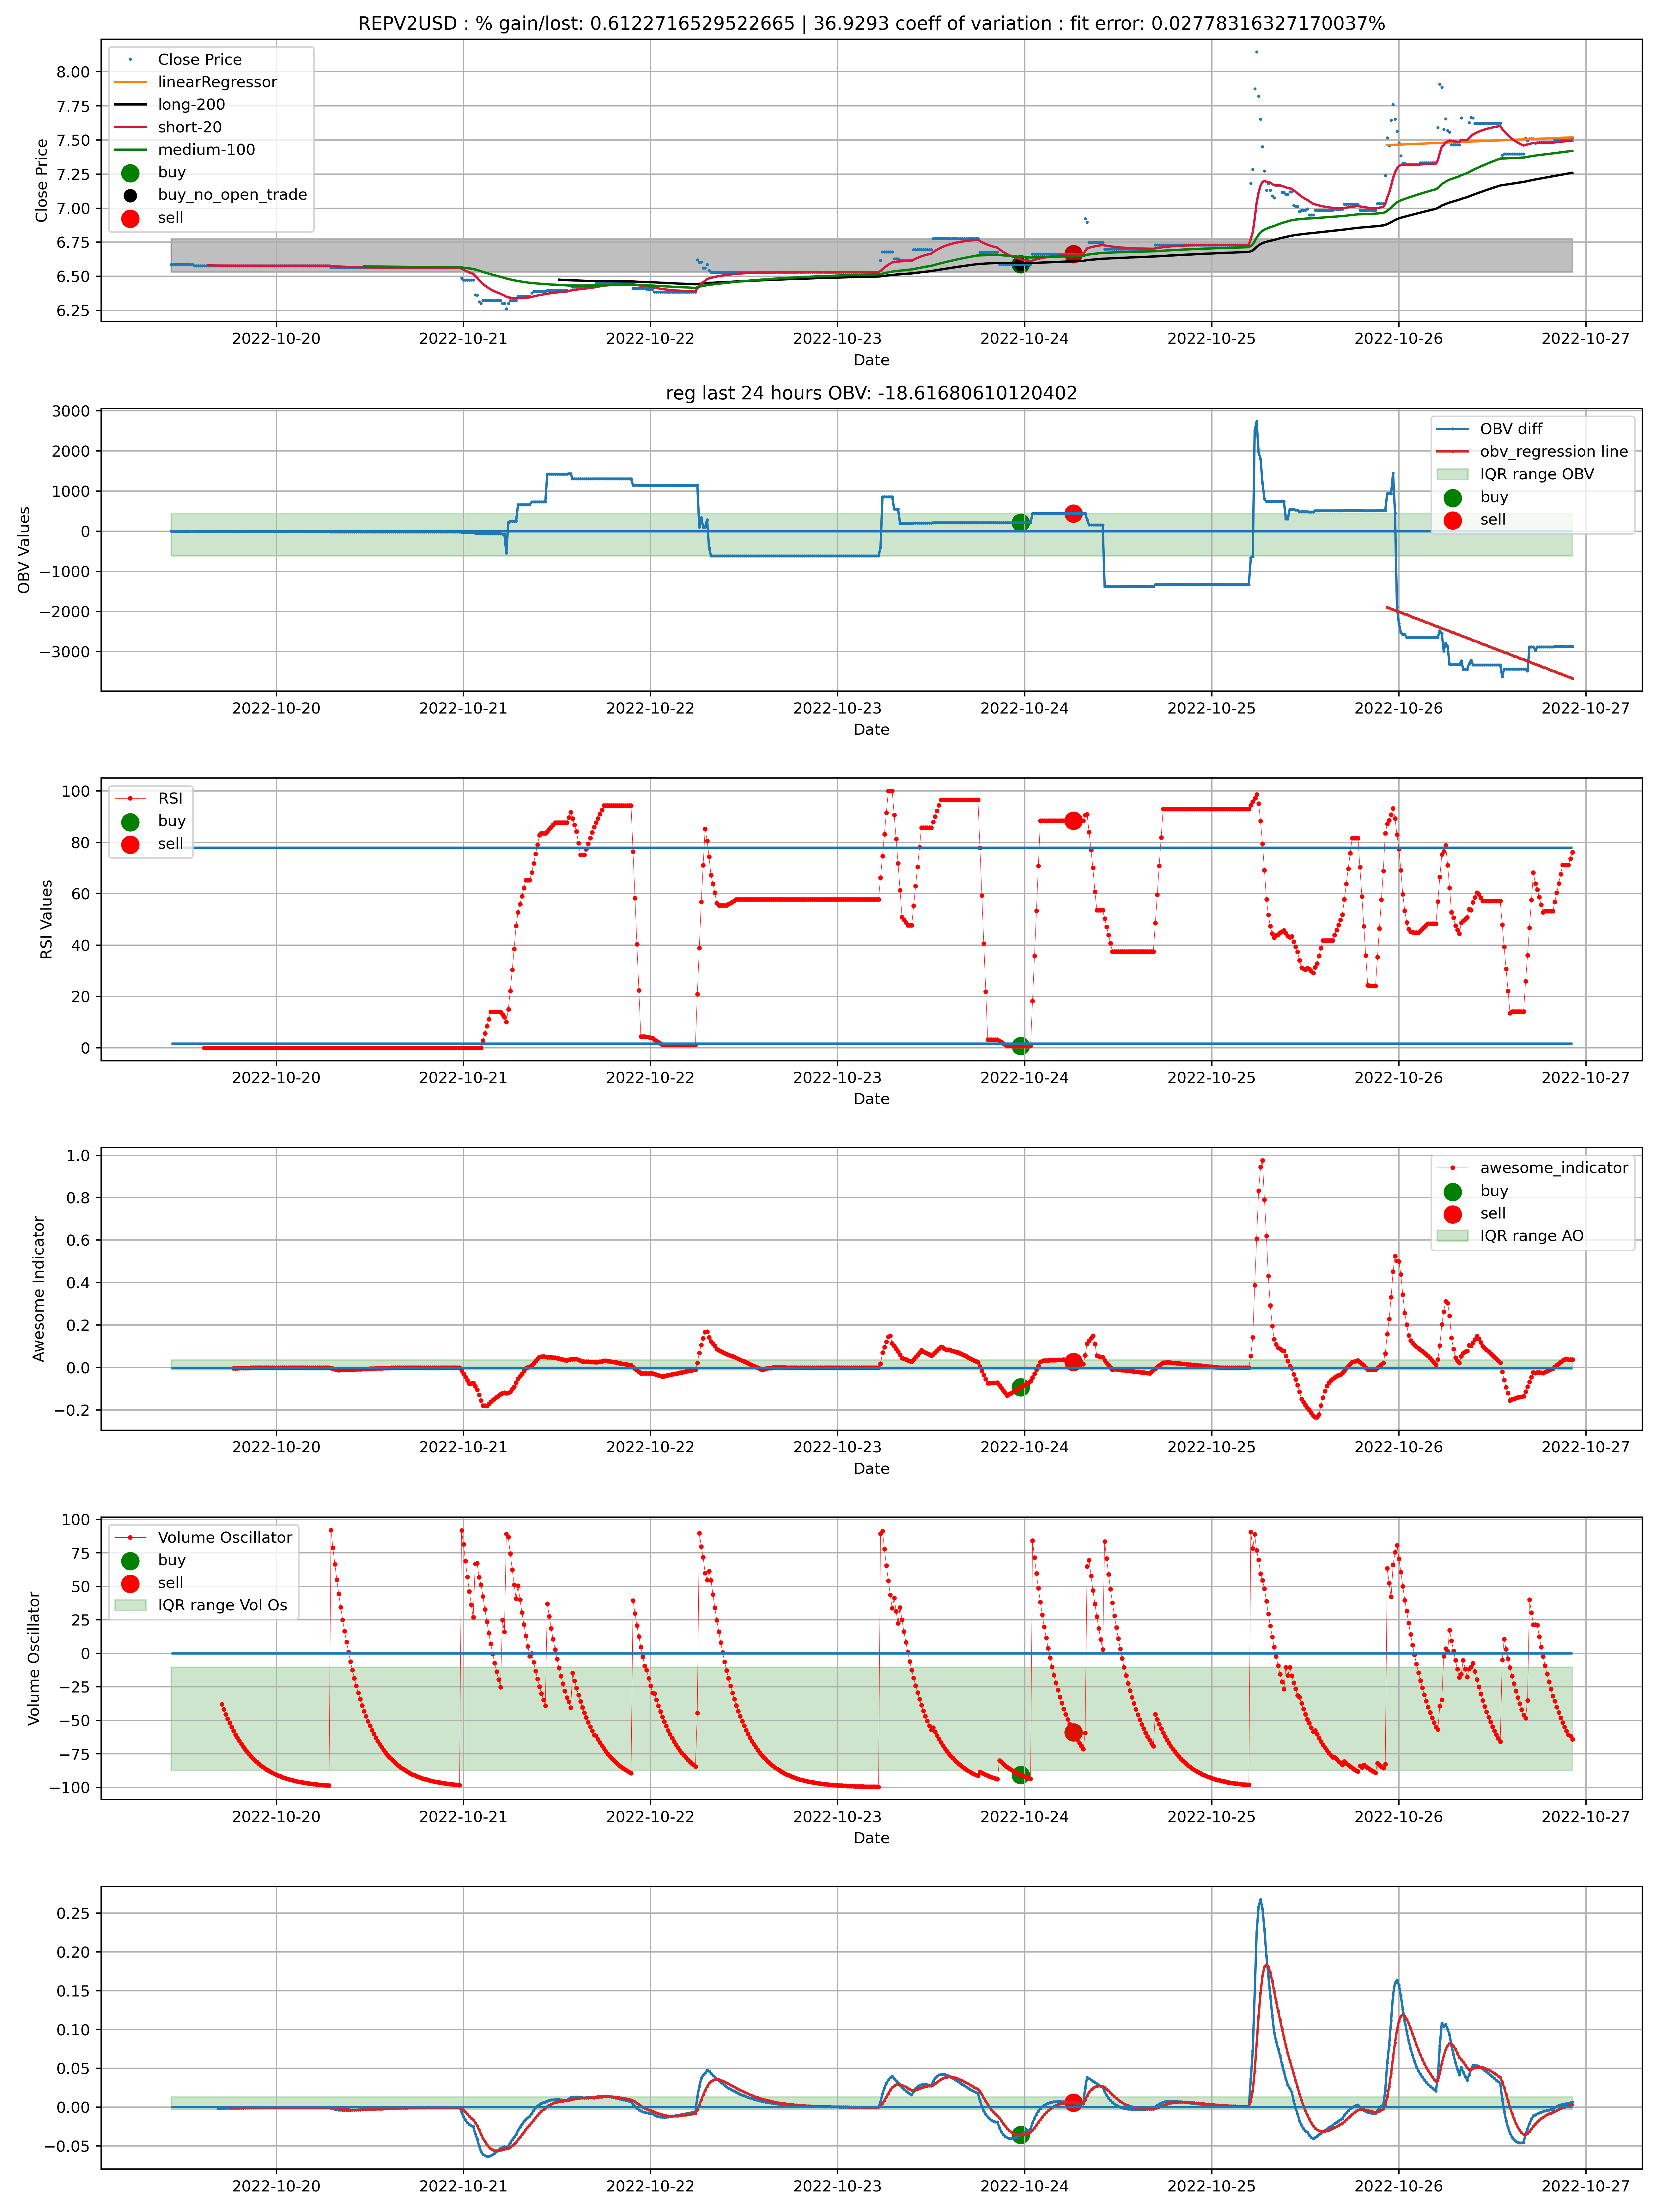 REPV2USD : % gain/lost: 0.6122716529522665 | 36.9293 coeff of variation : fit error: 0.02778316327170037%
Close Price
linearRegressor
long-200
short-20
medium-100
buy
buy_no_open_trade
sell
8.00
7.75
7.50
7.25
7.00
6.75
6.50
6.25
Close Price
2022-10-20 2022-10-21 2022-10-22 2022-10-23 2022-10-24 2022-10-25 2022-10-26 2022-10-27
Date
reg last 24 hours OBV: -18.61680610120402
OBV diff
obv_regression line
IQR range OBV
buy
sell
3000
2000
1000
0
−1000
−2000
−3000
OBV Values
2022-10-20 2022-10-21 2022-10-22 2022-10-23 2022-10-24 2022-10-25 2022-10-26 2022-10-27
Date
RSI
buy
sell
100
80
60
40
20
0
RSI Values
2022-10-20 2022-10-21 2022-10-22 2022-10-23 2022-10-24 2022-10-25 2022-10-26 2022-10-27
Date
awesome_indicator
buy
sell
IQR range AO
1.0
0.8
0.6
0.4
0.2
0.0
−0.2
Awesome Indicator
2022-10-20 2022-10-21 2022-10-22 2022-10-23 2022-10-24 2022-10-25 2022-10-26 2022-10-27
Date
Volume Oscillator
buy
sell
IQR range Vol Os
100
75
50
25
0
−25
−50
−75
−100
Volume Oscillator
2022-10-20 2022-10-21 2022-10-22 2022-10-23 2022-10-24 2022-10-25 2022-10-26 2022-10-27
Date
0.25
0.20
0.15
0.10
0.05
0.00
−0.05
2022-10-20 2022-10-21 2022-10-22 2022-10-23 2022-10-24 2022-10-25 2022-10-26 2022-10-27